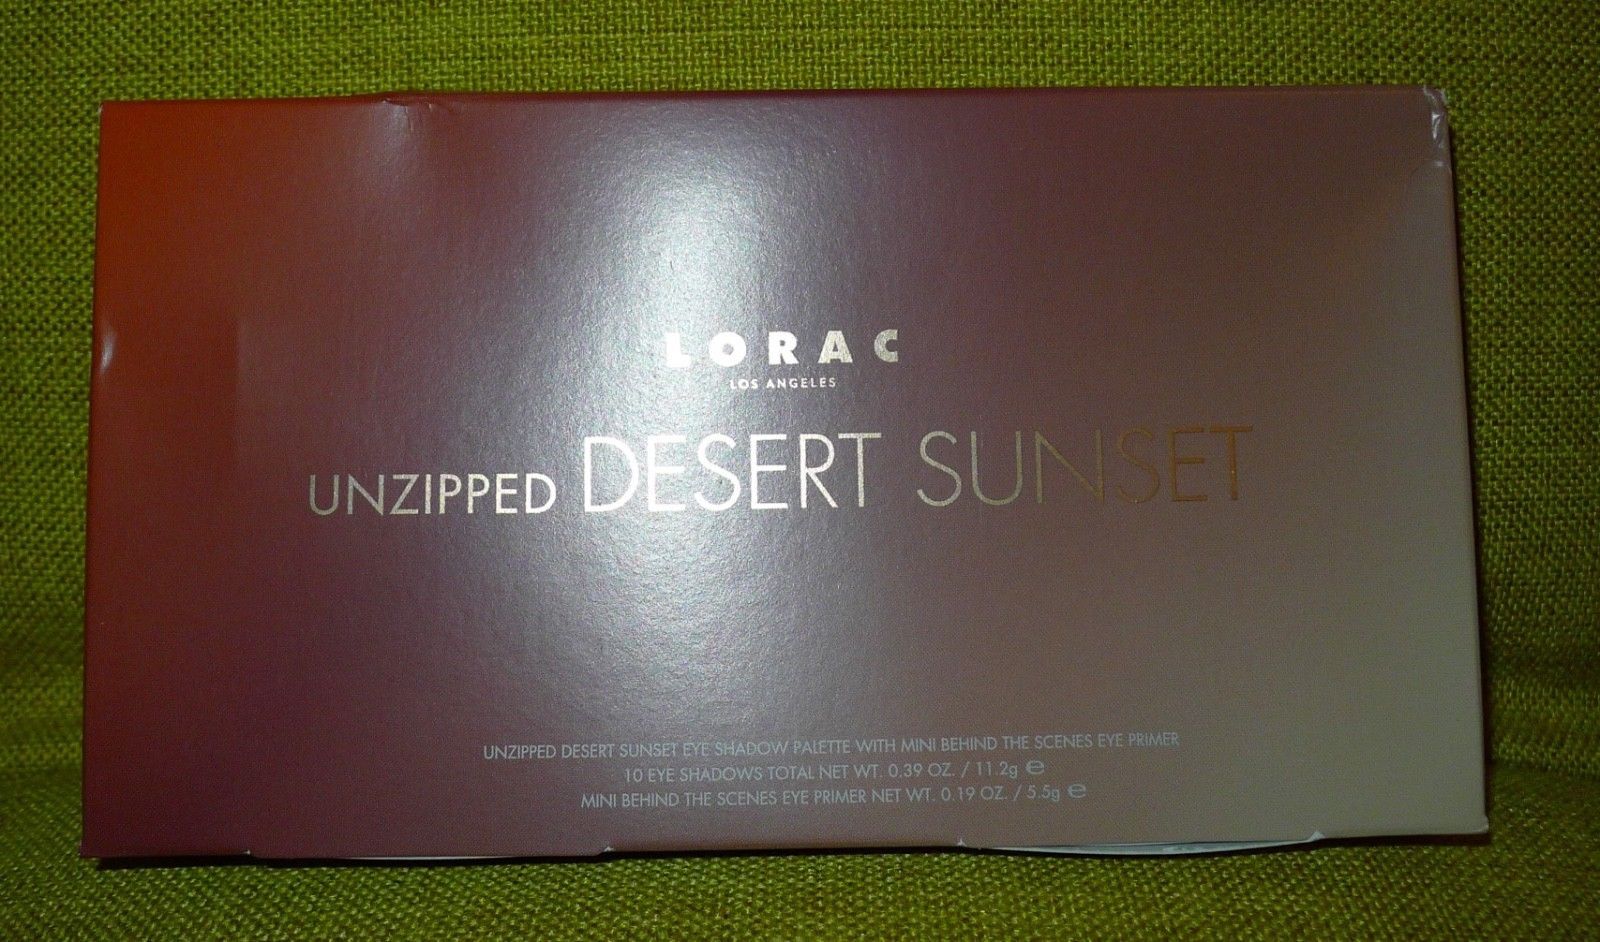 LORAC
LOS ANGELES
UNZIPPED DESERT SUNSET
UNZIPPED DESERT SUNSET EYE SHADOW PALETTE WITH MINI BEHIND THE SCENES EYE PRIMER
10 EYE SHADOWS TOTAL NET WT. 0.39 OZ. / 11.2g ℮
MINI BEHIND THE SCENES EYE PRIMER NET WT. 0.19 OZ. / 5.5g ℮